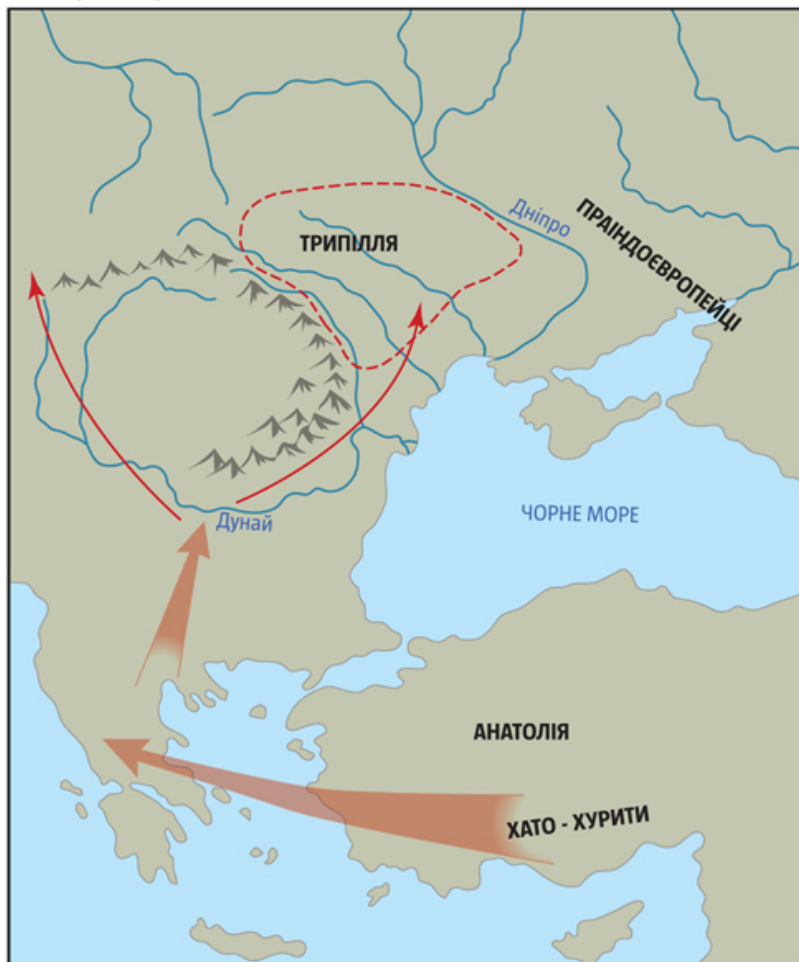 Дніпро
ТРИПІЛЛЯ
ПРАІНДОЄВРОПЕЙЦІ
ЧОРНЕ МОРЕ
Дунай
АНАТОЛІЯ
ХАТО - ХУРИТИ